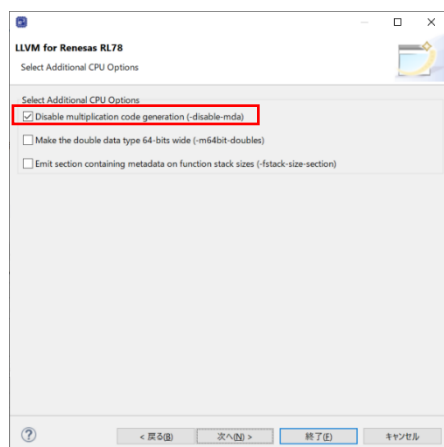 LLVM for Renesas RL78
Select Additional CPU Options
Select Additional CPU Options
Disable multiplication code generation (-disable-mda)
Make the double data type 64-bits wide (-m64bit-doubles)
Emit section containing metadata on function stack sizes (-fstack-size-section)
? < 戻る(B) 次へ(N) > 終了(F) キャンセル